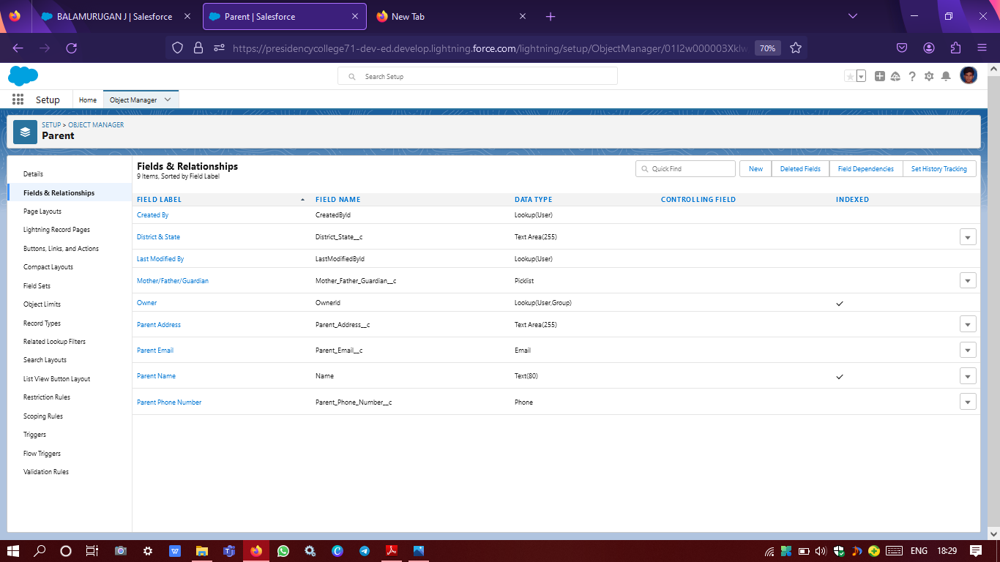 BALAMURUGAN J | Salesforce
Parent | Salesforce
New Tab
https://presidencycollege71-dev-ed.develop.lightning.force.com/lightning/setup/ObjectManager/01I2w000003Xklw
70%
Search Setup
Setup
Home
Object Manager
SETUP > OBJECT MANAGER
Parent
Details
Fields & Relationships
Page Layouts
Lightning Record Pages
Buttons, Links, and Actions
Compact Layouts
Field Sets
Object Limits
Record Types
Related Lookup Filters
Search Layouts
List View Button Layout
Restriction Rules
Scoping Rules
Triggers
Flow Triggers
Validation Rules
Fields & Relationships
9 Items, Sorted by Field Label
Quick Find
New
Deleted Fields
Field Dependencies
Set History Tracking
FIELD LABEL FIELD NAME DATA TYPE CONTROLLING FIELD INDEXED
Created By CreatedById Lookup(User)
District & State District_State__c Text Area(255)
Last Modified By LastModifiedById Lookup(User)
Mother/Father/Guardian Mother_Father_Guardian__c Picklist
Owner OwnerId Lookup(User,Group)
Parent Address Parent_Address__c Text Area(255)
Parent Email Parent_Email__c Email
Parent Name Name Text(80)
Parent Phone Number Parent_Phone_Number__c Phone
ENG 18:29